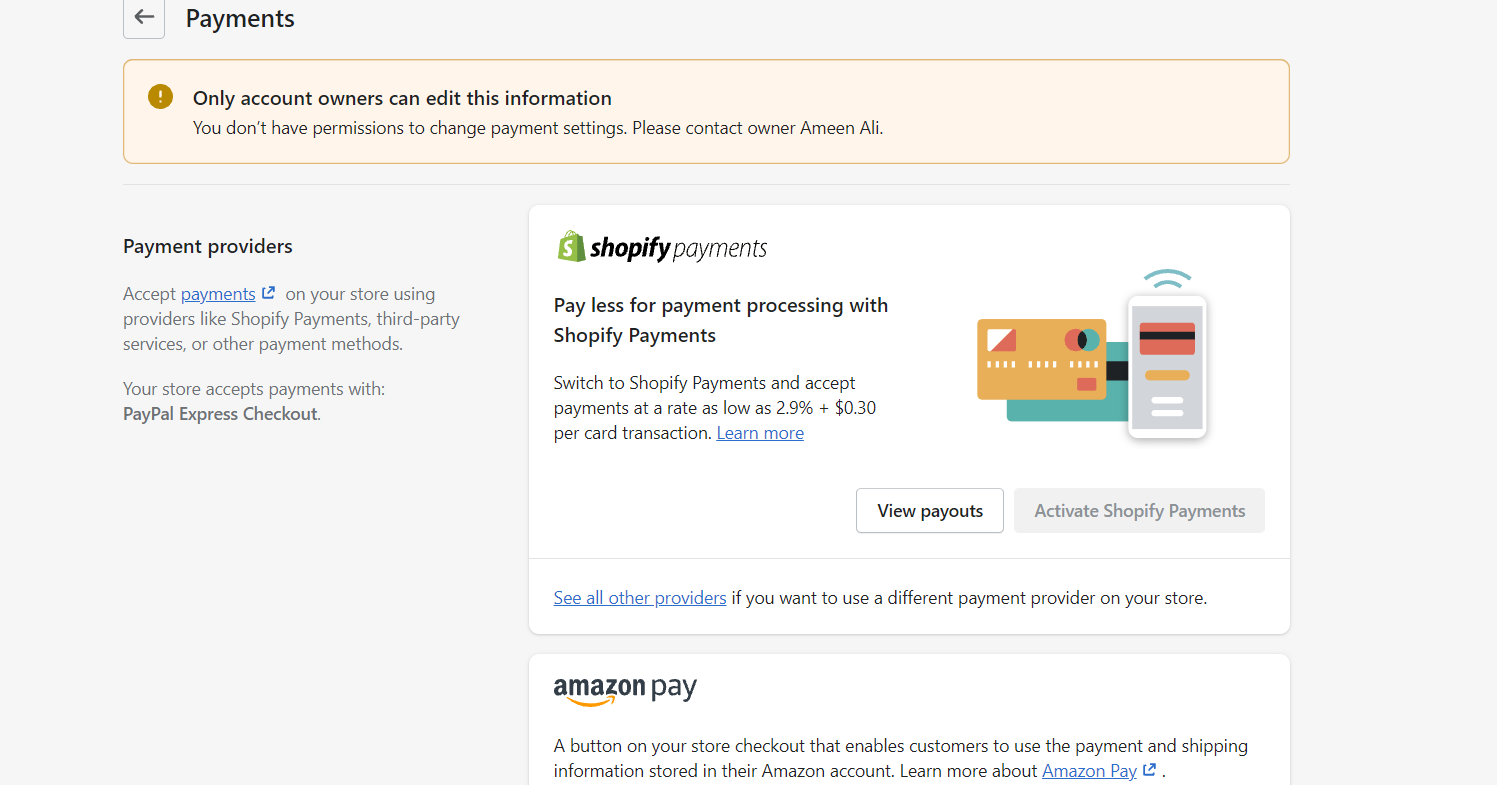 Payments
Only account owners can edit this information
You don’t have permissions to change payment settings. Please contact owner Ameen Ali.
Payment providers
Accept payments on your store using
providers like Shopify Payments, third-party
services, or other payment methods.
Your store accepts payments with:
PayPal Express Checkout.
shopify payments
Pay less for payment processing with
Shopify Payments
Switch to Shopify Payments and accept
payments at a rate as low as 2.9% + $0.30
per card transaction. Learn more
View payouts
Activate Shopify Payments
See all other providers if you want to use a different payment provider on your store.
amazon pay
A button on your store checkout that enables customers to use the payment and shipping
information stored in their Amazon account. Learn more about Amazon Pay .